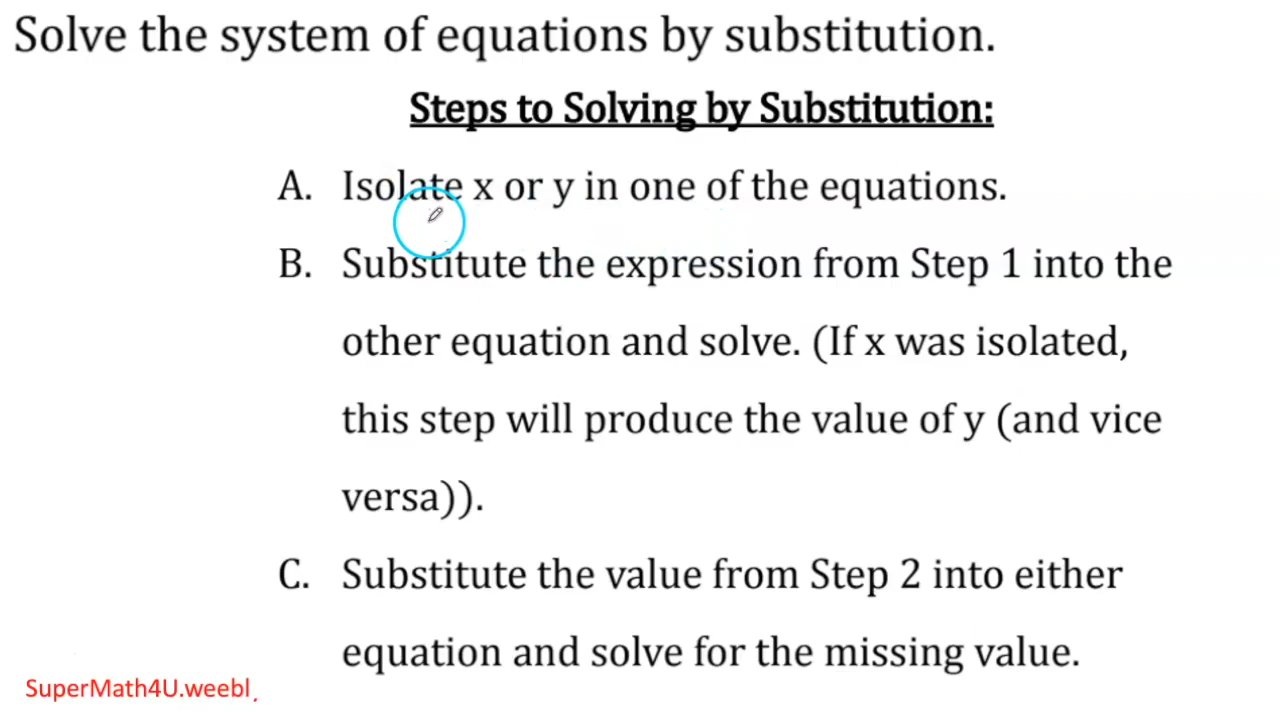 Solve the system of equations by substitution.
Steps to Solving by Substitution:
A. Isolate x or y in one of the equations.
B. Substitute the expression from Step 1 into the
other equation and solve. (If x was isolated,
this step will produce the value of y (and vice
versa)).
C. Substitute the value from Step 2 into either
equation and solve for the missing value.
SuperMath4U.weebl